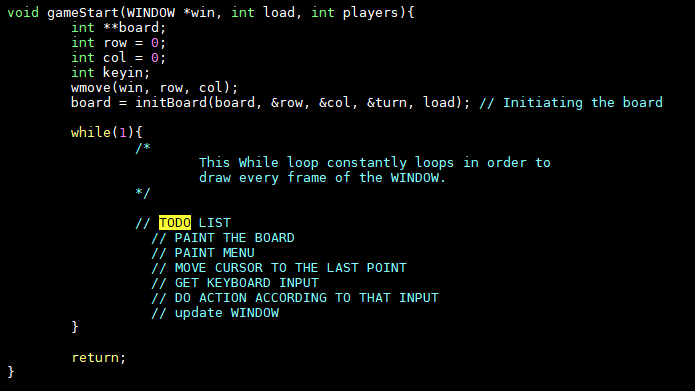 void gameStart(WINDOW *win, int load, int players){
        int **board;
        int row = 0;
        int col = 0;
        int keyin;
        wmove(win, row, col);
        board = initBoard(board, &row, &col, &turn, load); // Initiating the board

        while(1){
                /*
                        This While loop constantly loops in order to
                        draw every frame of the WINDOW.
                */

                // TODO LIST
                  // PAINT THE BOARD
                  // PAINT MENU
                  // MOVE CURSOR TO THE LAST POINT
                  // GET KEYBOARD INPUT
                  // DO ACTION ACCORDING TO THAT INPUT
                  // update WINDOW
        }

        return;
}